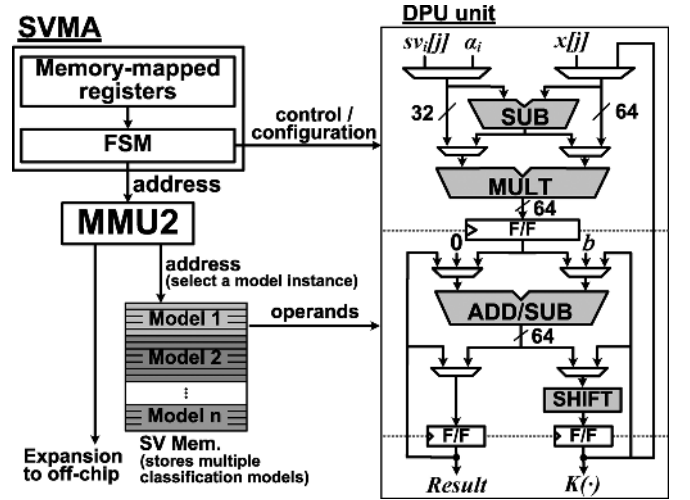 SVMA
Memory-mapped
registers
FSM
address
MMU2
address
(select a model instance)
Model 1
Model 2
⋮
Model n
SV Mem.
(stores multiple
classification models)
Expansion
to off-chip
control /
configuration
operands
DPU unit
svᵢ[j] αᵢ x[j]
32 SUB 64
MULT
64
F/F
0 b
ADD/SUB
64
SHIFT
F/F F/F
Result K(·)